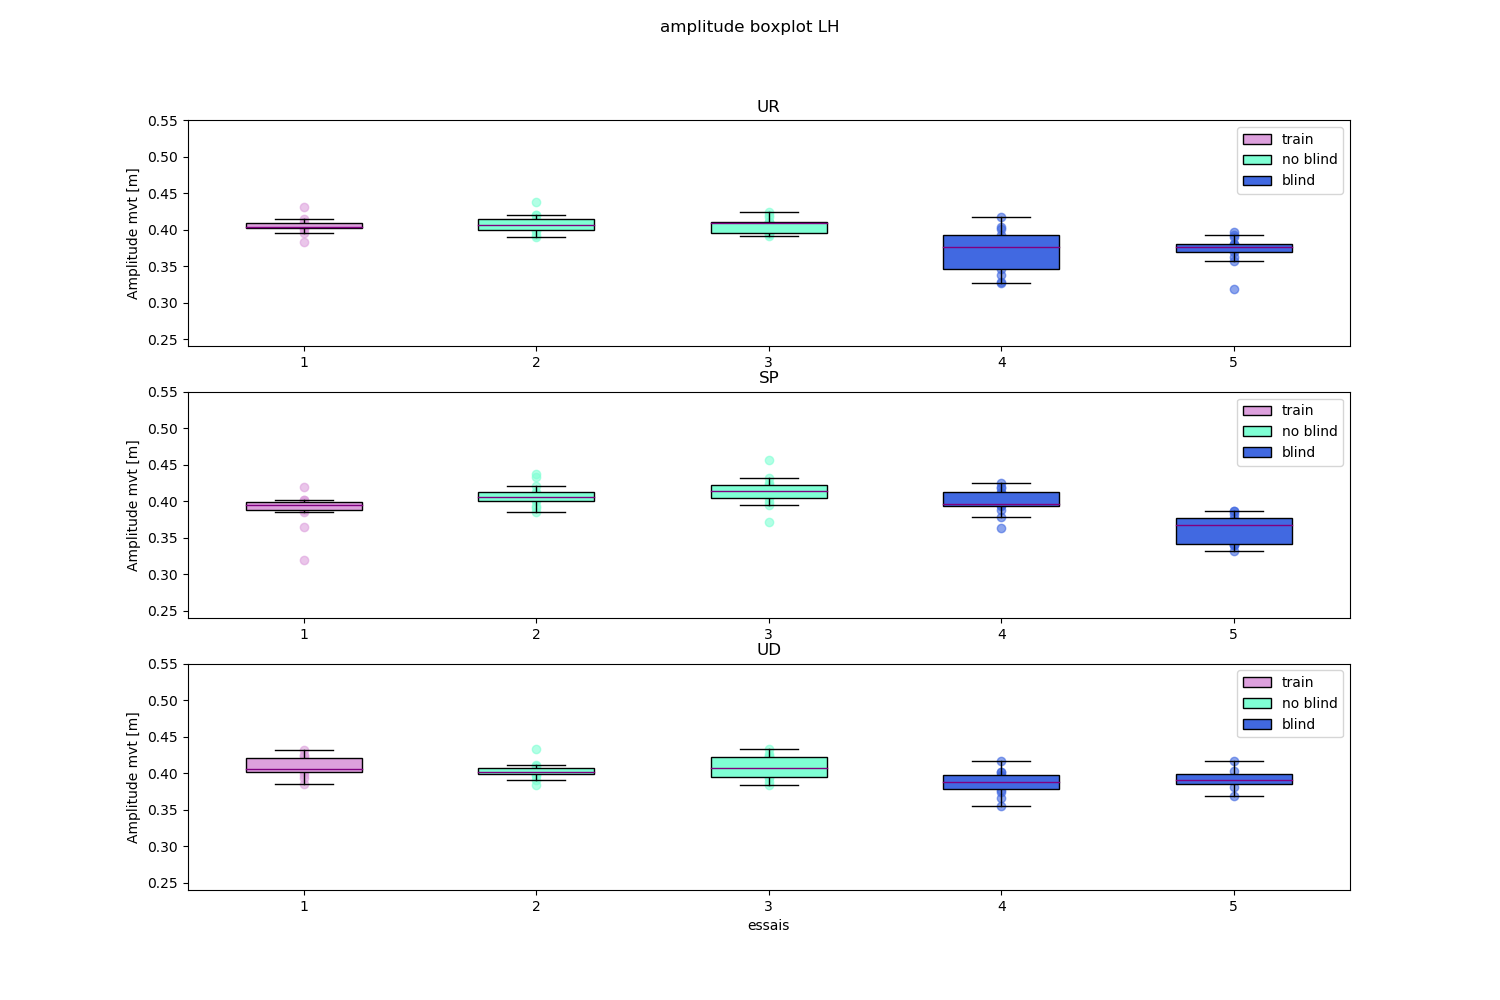 amplitude boxplot LH
UR
Amplitude mvt [m]
0.55
0.50
0.45
0.40
0.35
0.30
0.25
train
no blind
blind
1 2 3 4 5
SP
Amplitude mvt [m]
0.55
0.50
0.45
0.40
0.35
0.30
0.25
train
no blind
blind
1 2 3 4 5
UD
Amplitude mvt [m]
0.55
0.50
0.45
0.40
0.35
0.30
0.25
train
no blind
blind
1 2 3 4 5
essais